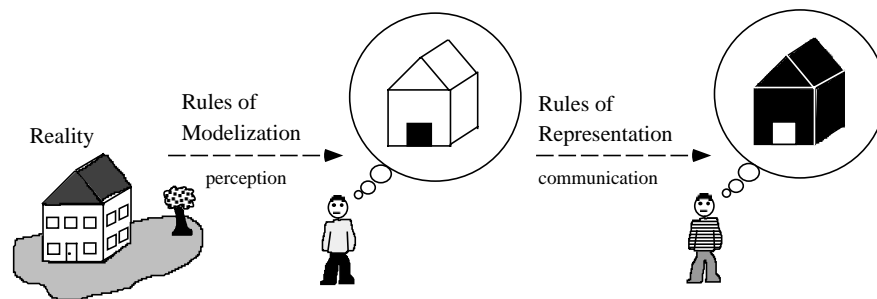 Reality
Rules of
Modelization
perception
Rules of
Representation
communication